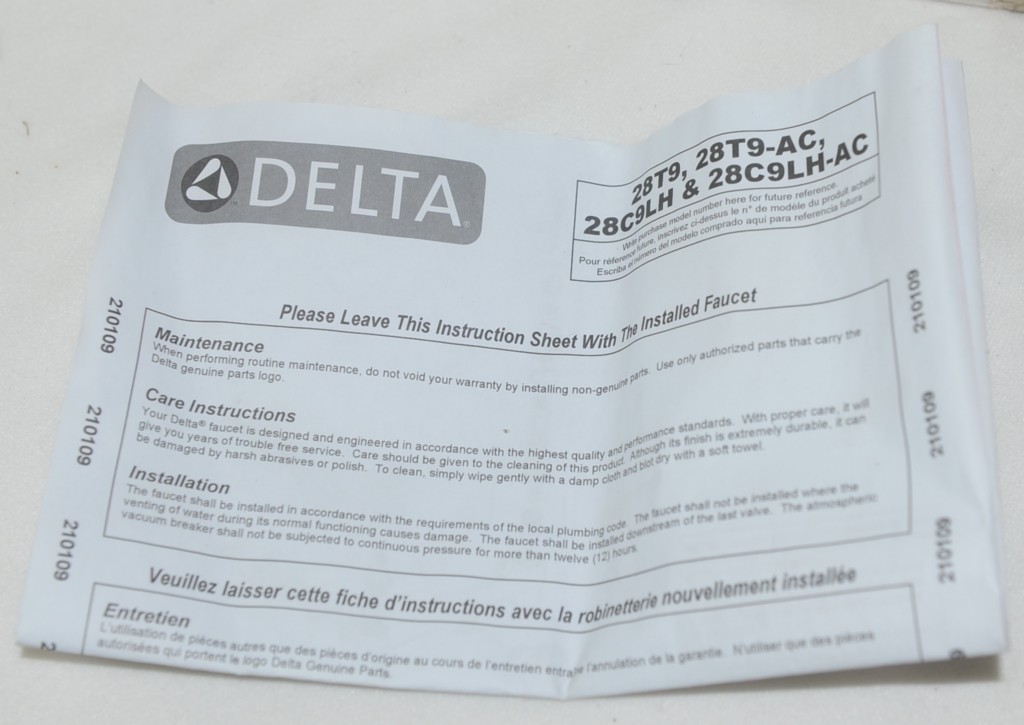 DELTA
28T9, 28T9-AC,
28C9LH & 28C9LH-AC
Write purchase model number here for future reference.
Pour référence future, inscrivez ci-dessus le n° de modèle du produit acheté
Escriba el número del modelo comprado aquí para referencia futura
Please Leave This Instruction Sheet With The Installed Faucet
Maintenance
When performing routine maintenance, do not void your warranty by installing non-genuine parts. Use only authorized parts that carry the
Delta genuine parts logo.
Care Instructions
Your Delta® faucet is designed and engineered in accordance with the highest quality and performance standards. With proper care, it will
give you years of trouble free service. Care should be given to the cleaning of this product. Although its finish is extremely durable, it can
be damaged by harsh abrasives or polish. To clean, simply wipe gently with a damp cloth and blot dry with a soft towel.
Installation
The faucet shall be installed in accordance with the requirements of the local plumbing code. The faucet shall not be installed where the
venting of water during its normal functioning causes damage. The faucet shall be installed downstream of the last valve. The atmospheric
vacuum breaker shall not be subjected to continuous pressure for more than twelve (12) hours.
Veuillez laisser cette fiche d'instructions avec la robinetterie nouvellement installée
Entretien
L'utilisation de pièces autres que des pièces d'origine au cours de l'entretien entraîne l'annulation de la garantie. N'utiliser que des pièces
autorisées qui portent le logo Delta Genuine Parts.
210109
210109
210109
2
210109
210109
210109